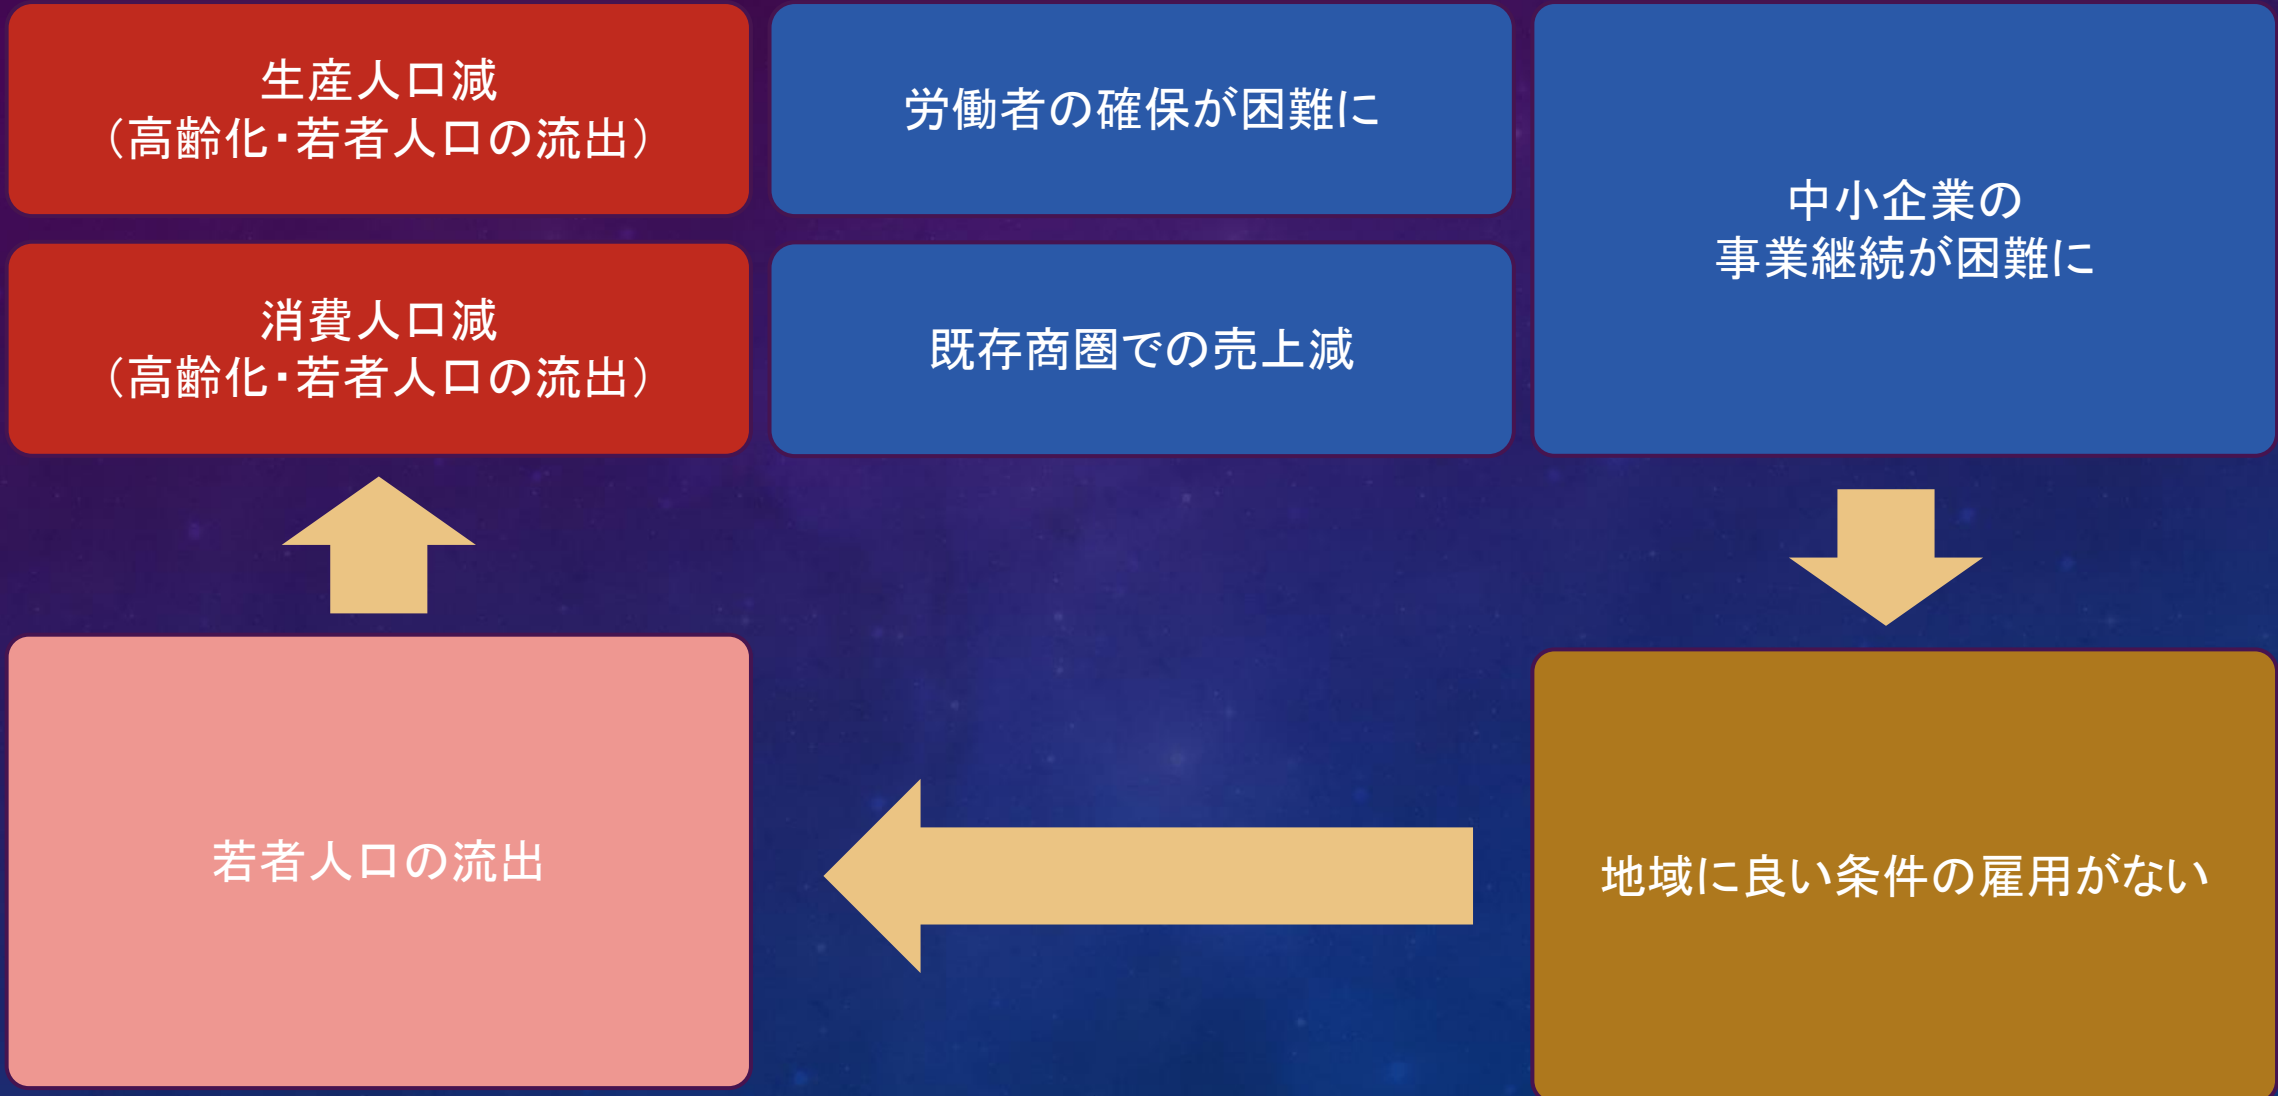 生産人口減
（高齢化・若者人口の流出）
労働者の確保が困難に
中小企業の
事業継続が困難に
消費人口減
（高齢化・若者人口の流出）
既存商圏での売上減
若者人口の流出
地域に良い条件の雇用がない